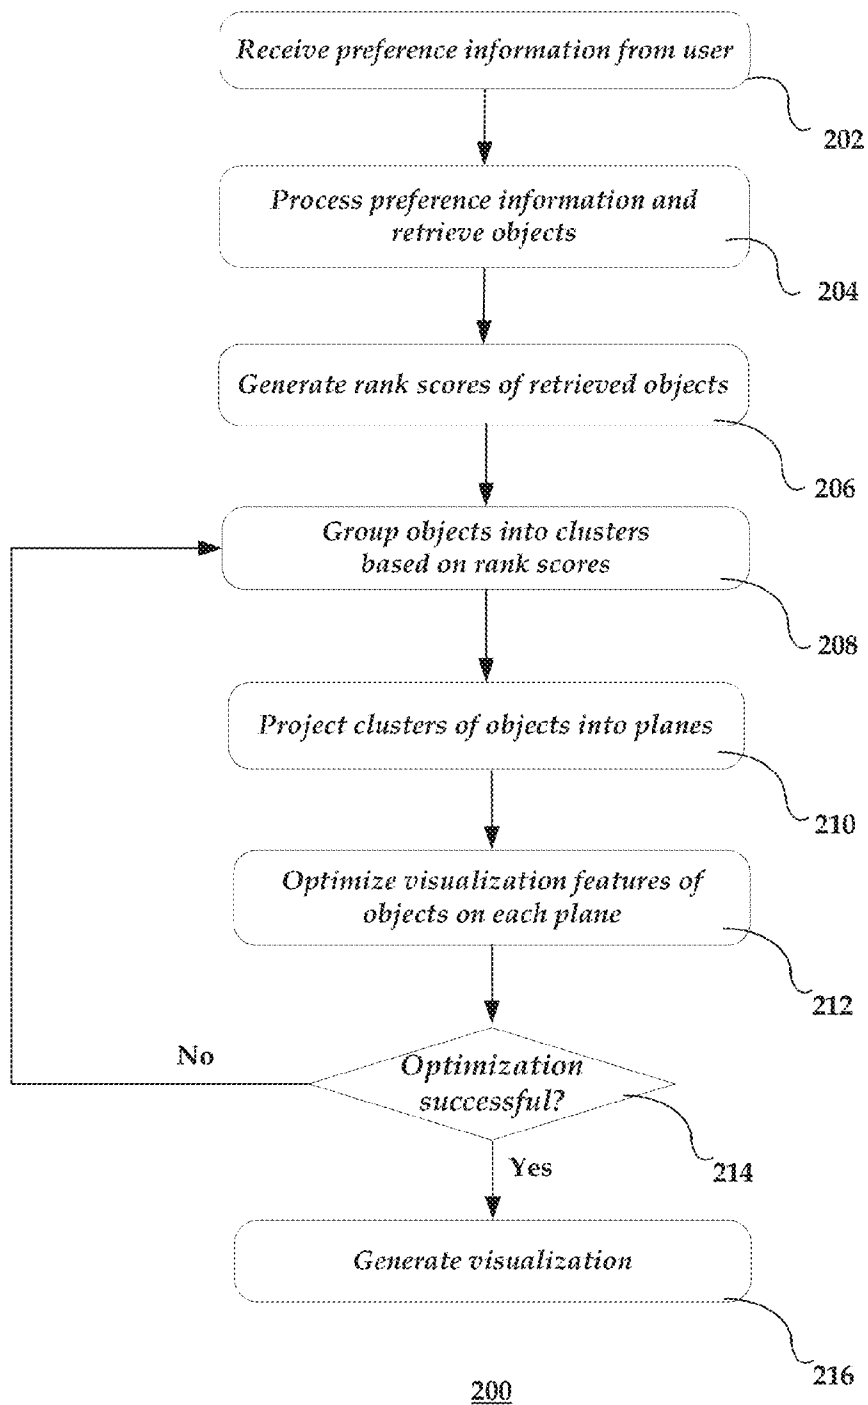 Receive preference information from user
202
Process preference information and
retrieve objects
204
Generate rank scores of retrieved objects
206
Group objects into clusters
based on rank scores
208
Project clusters of objects into planes
210
Optimize visualization features of
objects on each plane
212
No
Optimization
successful?
214
Yes
Generate visualization
216
200